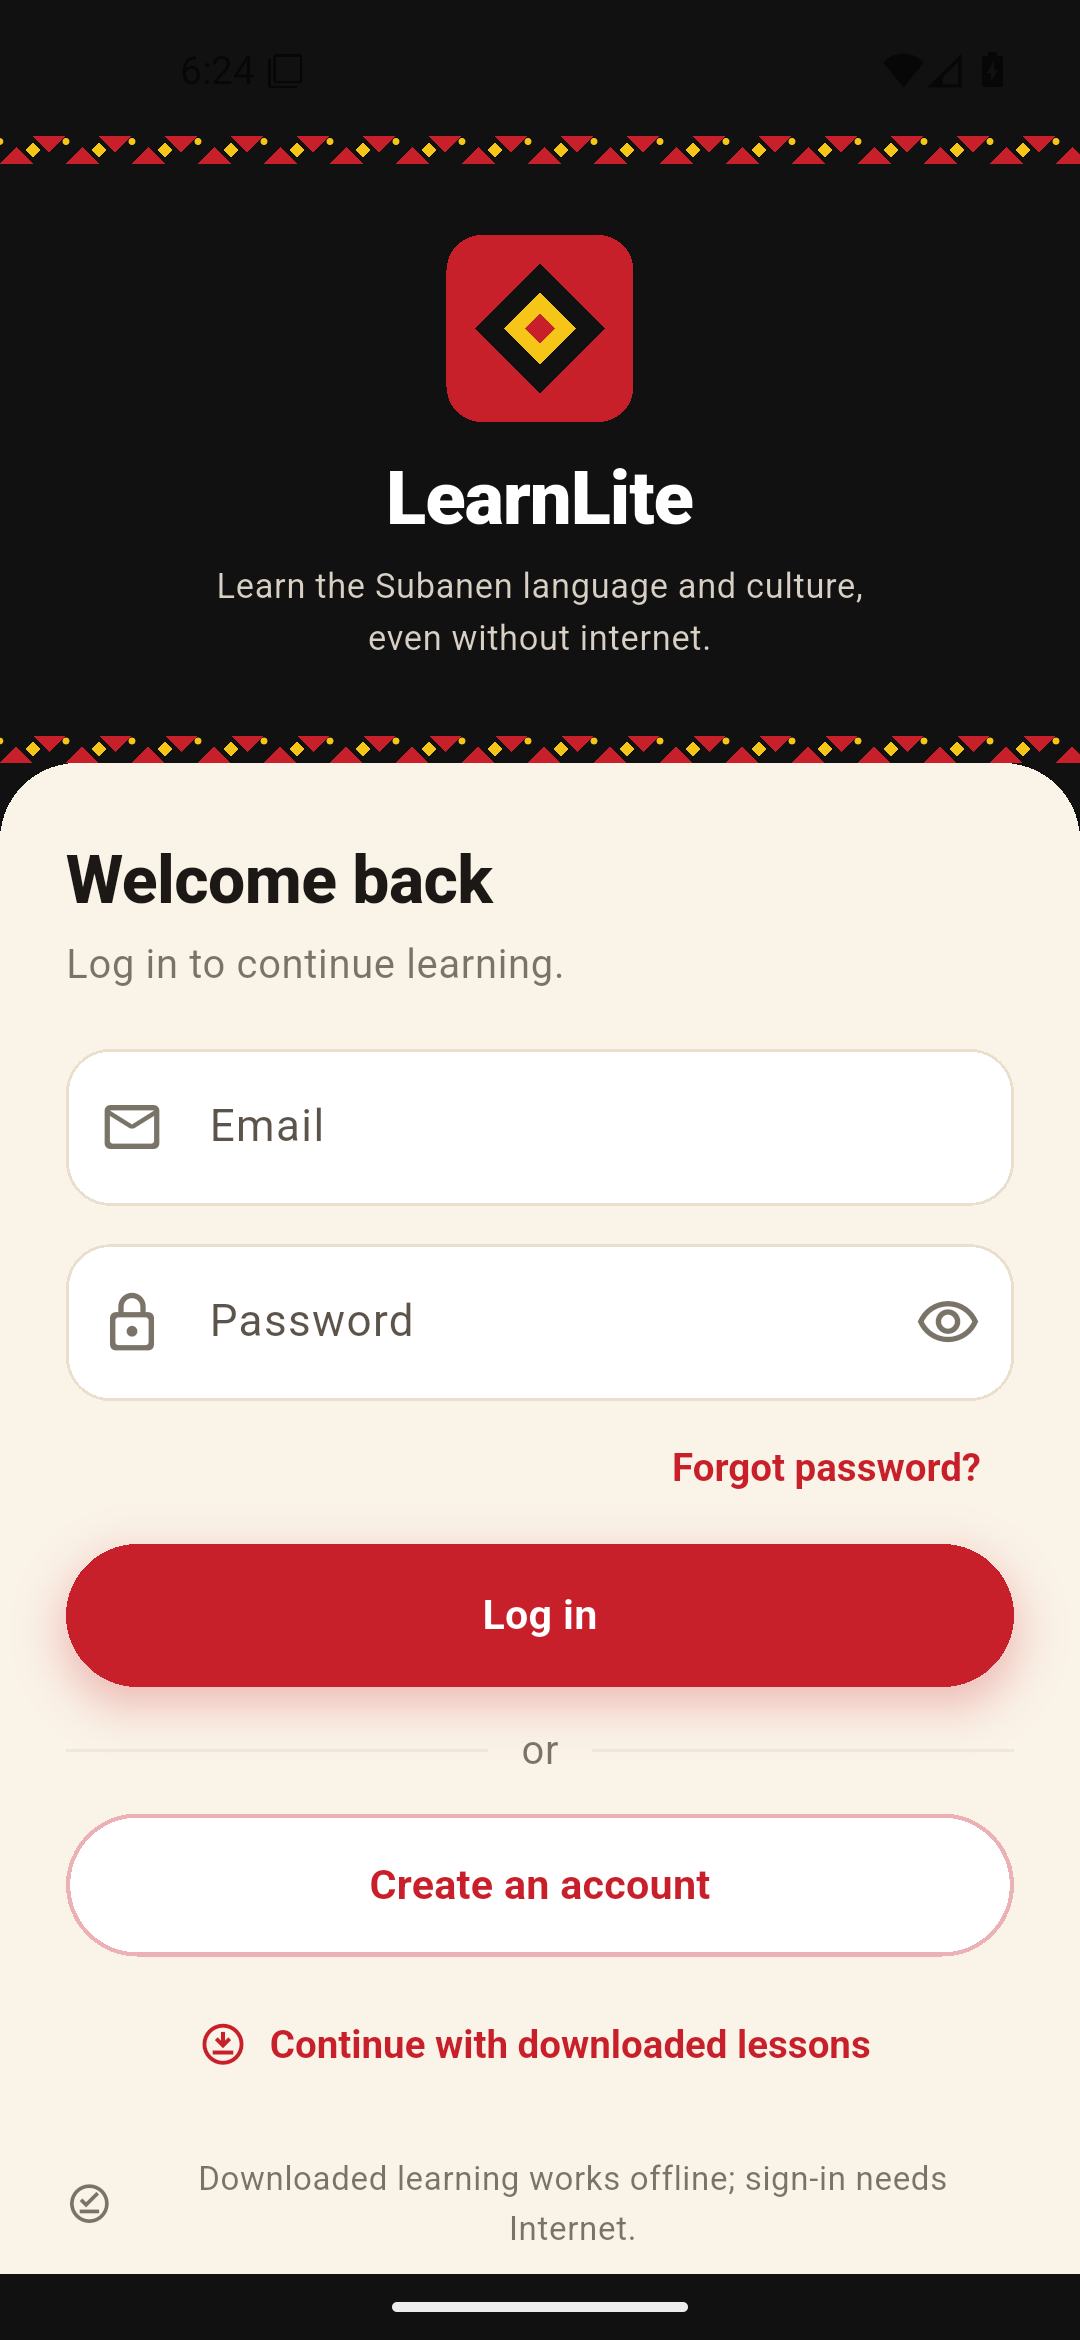 6:24
LearnLite
Learn the Subanen language and culture,
even without internet.
Welcome back
Log in to continue learning.
Email
Password
Forgot password?
Log in
or
Create an account
Continue with downloaded lessons
Downloaded learning works offline; sign-in needs
Internet.